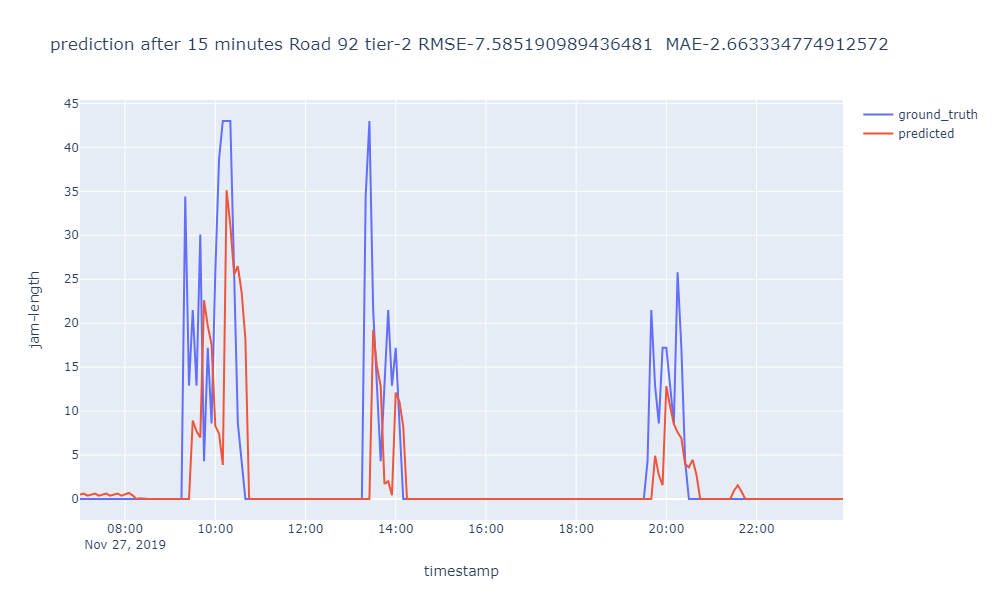 prediction after 15 minutes Road 92 tier-2 RMSE-7.585190989436481  MAE-2.663334774912572
ground_truth
predicted
jam-length
45
40
35
30
25
20
15
10
5
0
08:00 10:00 12:00 14:00 16:00 18:00 20:00 22:00
Nov 27, 2019
timestamp